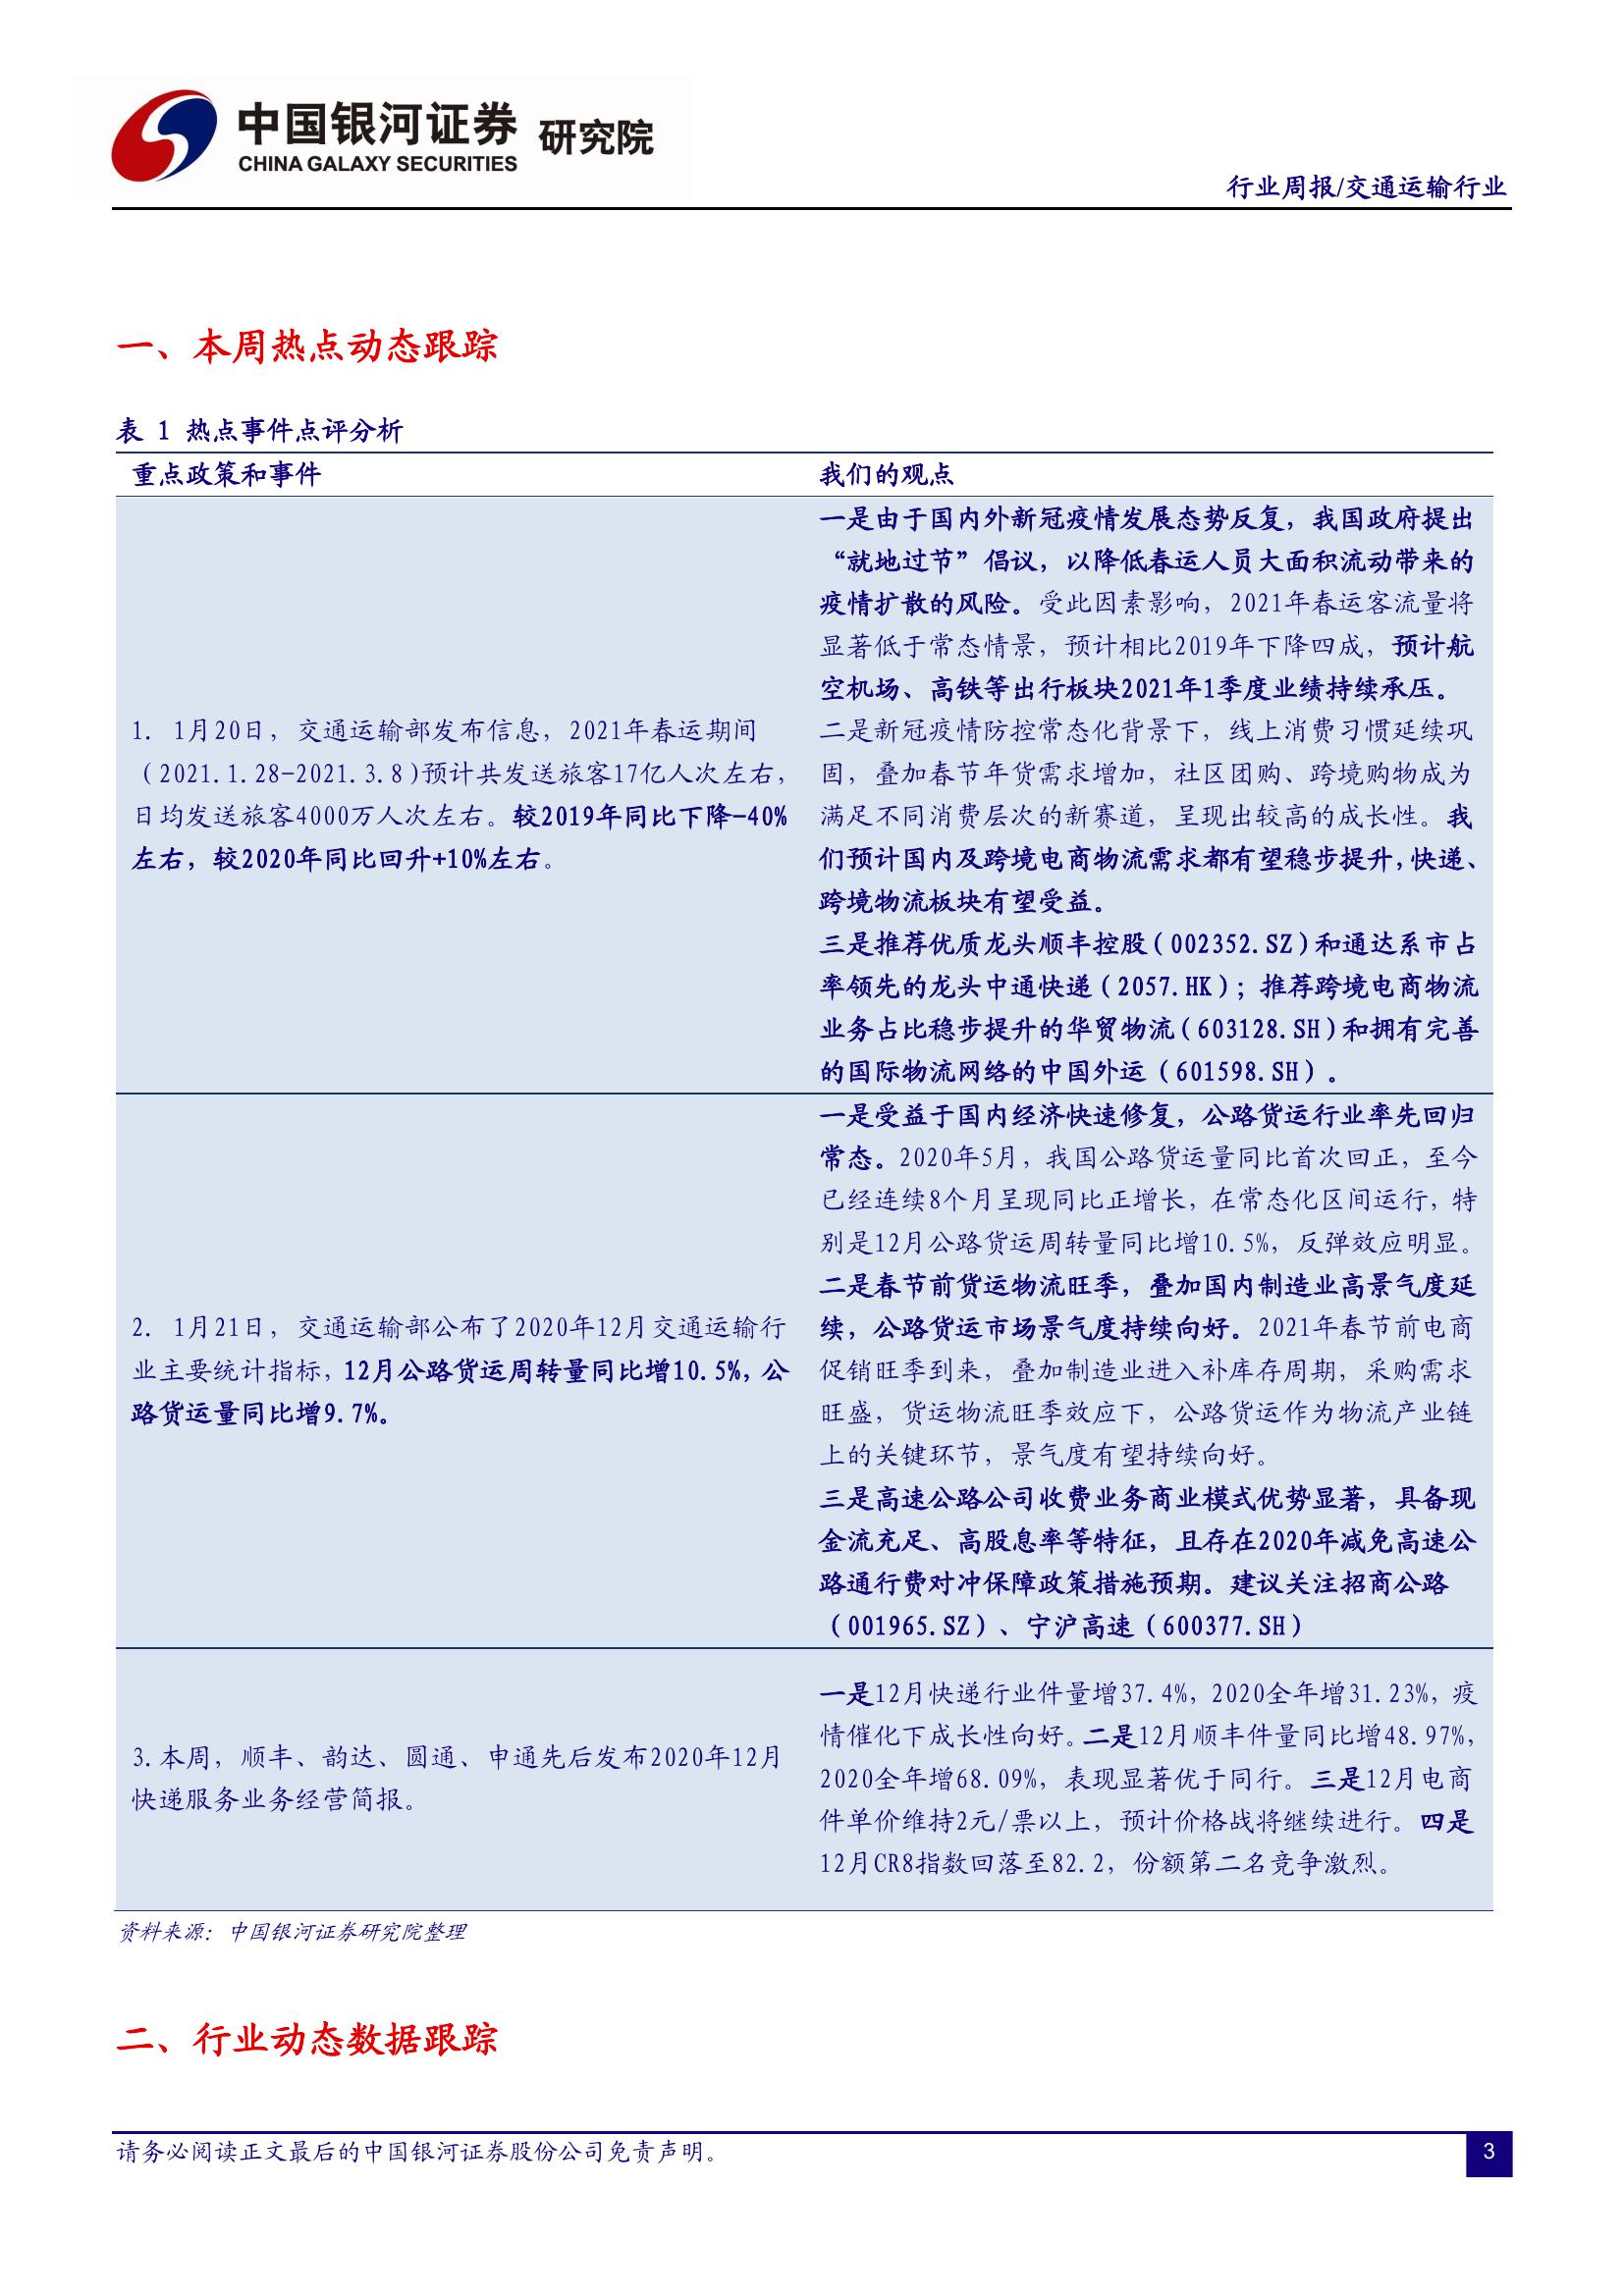 中国银河证券 研究院
CHINA GALAXY SECURITIES
行业周报/交通运输行业
一、本周热点动态跟踪
表 1 热点事件点评分析
重点政策和事件
我们的观点
1. 1月20日，交通运输部发布信息，2021年春运期间
（2021.1.28-2021.3.8）预计共发送旅客17亿人次左右，
日均发送旅客4000万人次左右。较2019年同比下降-40%
左右，较2020年同比回升+10%左右。
一是由于国内外新冠疫情发展态势反复，我国政府提出
“就地过节”倡议，以降低春运人员大面积流动带来的
疫情扩散的风险。受此因素影响，2021年春运客流量将
显著低于常态情景，预计相比2019年下降四成，预计航
空机场、高铁等出行板块2021年1季度业绩持续承压。
二是新冠疫情防控常态化背景下，线上消费习惯延续巩
固，叠加春节年货需求增加，社区团购、跨境购物成为
满足不同消费层次的新赛道，呈现出较高的成长性。我
们预计国内及跨境电商物流需求都有望稳步提升，快递、
跨境物流板块有望受益。
三是推荐优质龙头顺丰控股（002352.SZ）和通达系市占
率领先的龙头中通快递（2057.HK）；推荐跨境电商物流
业务占比稳步提升的华贸物流（603128.SH）和拥有完善
的国际物流网络的中国外运（601598.SH）。
2. 1月21日，交通运输部公布了2020年12月交通运输行
业主要统计指标，12月公路货运周转量同比增10.5%，公
路货运量同比增9.7%。
一是受益于国内经济快速修复，公路货运行业率先回归
常态。2020年5月，我国公路货运量同比首次回正，至今
已经连续8个月呈现同比正增长，在常态化区间运行，特
别是12月公路货运周转量同比增10.5%，反弹效应明显。
二是春节前货运物流旺季，叠加国内制造业高景气度延
续，公路货运市场景气度持续向好。2021年春节前电商
促销旺季到来，叠加制造业进入补库存周期，采购需求
旺盛，货运物流旺季效应下，公路货运作为物流产业链
上的关键环节，景气度有望持续向好。
三是高速公路公司收费业务商业模式优势显著，具备现
金流充足、高股息率等特征，且存在2020年减免高速公
路通行费对冲保障政策措施预期。建议关注招商公路
（001965.SZ）、宁沪高速（600377.SH）
3.本周，顺丰、韵达、圆通、申通先后发布2020年12月
快递服务业务经营简报。
一是12月快递行业件量增37.4%，2020全年增31.23%，疫
情催化下成长性向好。二是12月顺丰件量同比增48.97%，
2020全年增68.09%，表现显著优于同行。三是12月电商
件单价维持2元/票以上，预计价格战将继续进行。四是
12月CR8指数回落至82.2，份额第二名竞争激烈。
资料来源：中国银河证券研究院整理
二、行业动态数据跟踪
请务必阅读正文最后的中国银河证券股份公司免责声明。
3